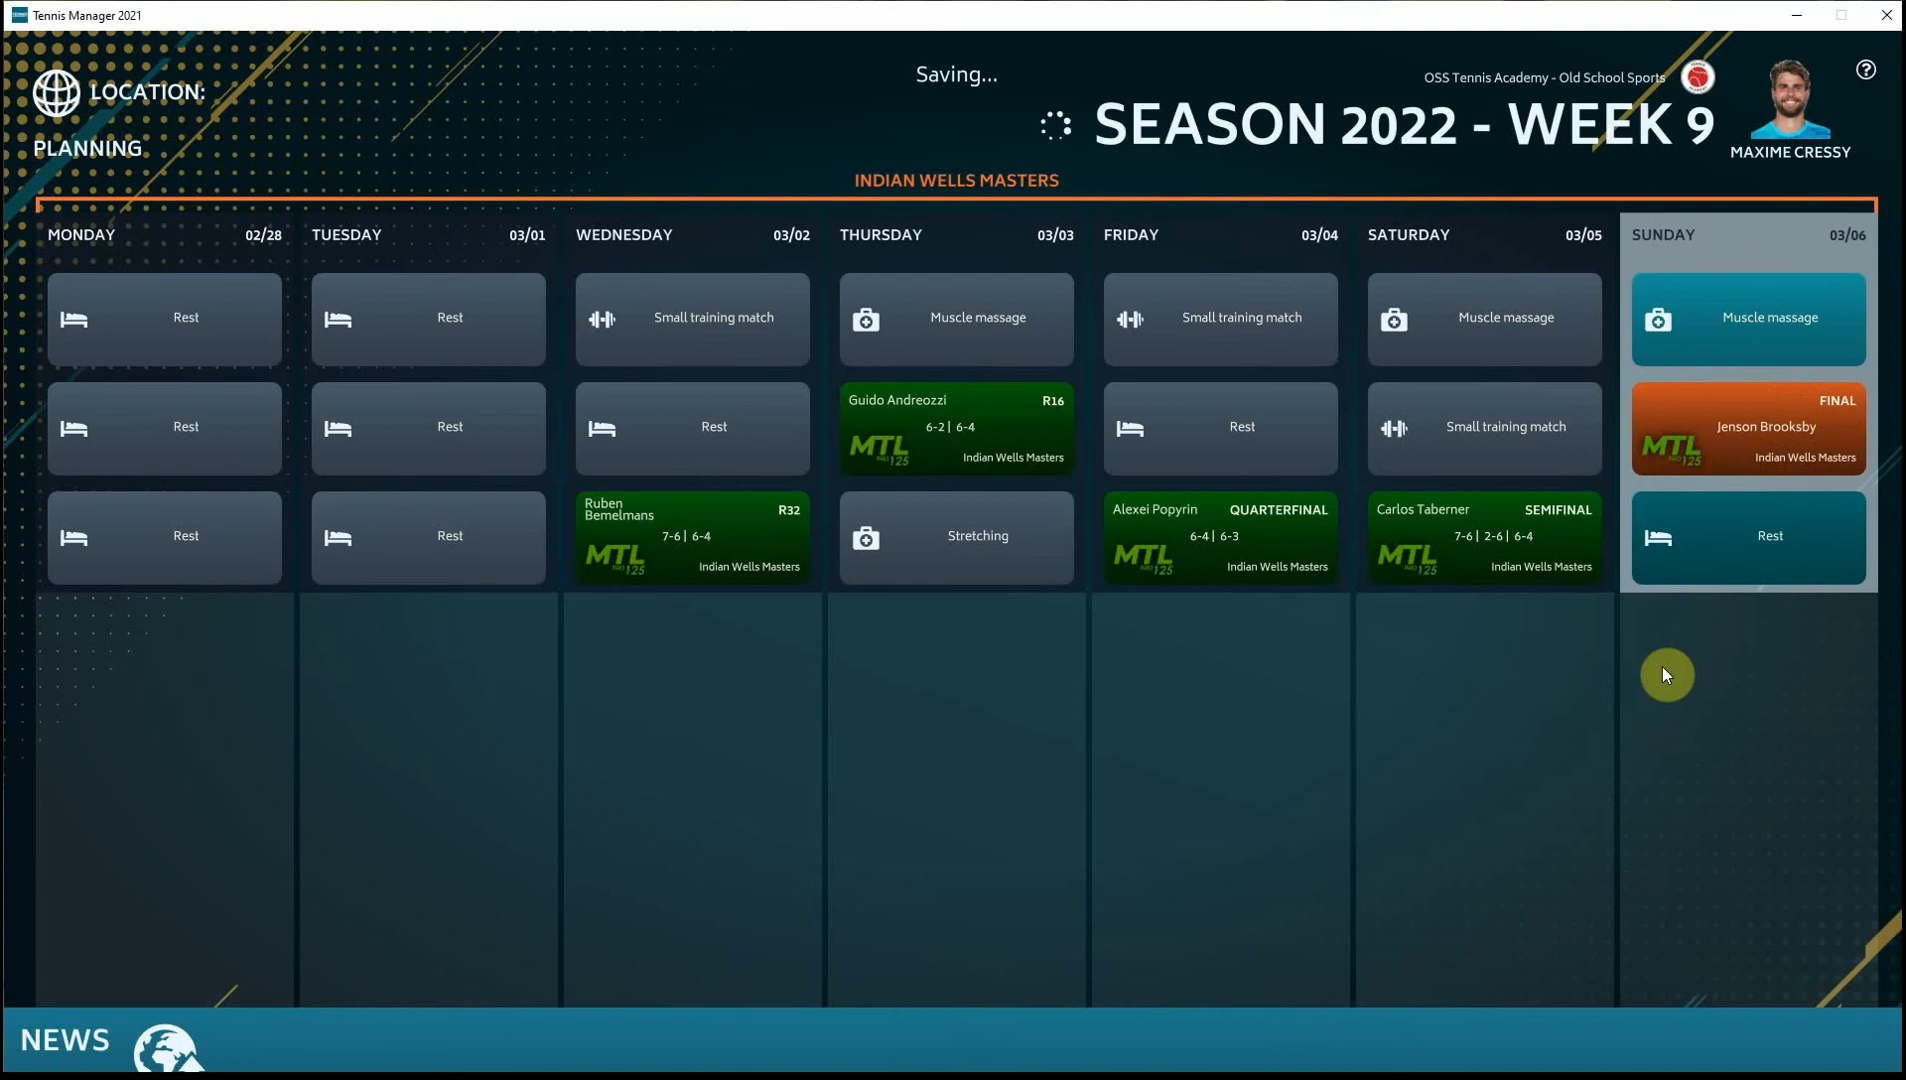 Tennis Manager 2021
LOCATION:
PLANNING
Saving...
OSS Tennis Academy - Old School Sports
SEASON 2022 - WEEK 9
MAXIME CRESSY
INDIAN WELLS MASTERS
MONDAY 02/28
TUESDAY 03/01
WEDNESDAY 03/02
THURSDAY 03/03
FRIDAY 03/04
SATURDAY 03/05
SUNDAY 03/06
Rest
Rest
Small training match
Muscle massage
Small training match
Muscle massage
Muscle massage
Rest
Rest
Rest
Guido Andreozzi R16
6-2 | 6-4
MTL
PRO 125
Indian Wells Masters
Rest
Small training match
FINAL
Jenson Brooksby
MTL
PRO 125
Indian Wells Masters
Rest
Rest
Ruben
Bemelmans R32
7-6 | 6-4
MTL
PRO 125
Indian Wells Masters
Stretching
Alexei Popyrin QUARTERFINAL
6-4 | 6-3
MTL
PRO 125
Indian Wells Masters
Carlos Taberner SEMIFINAL
7-6 | 2-6 | 6-4
MTL
PRO 125
Indian Wells Masters
Rest
NEWS